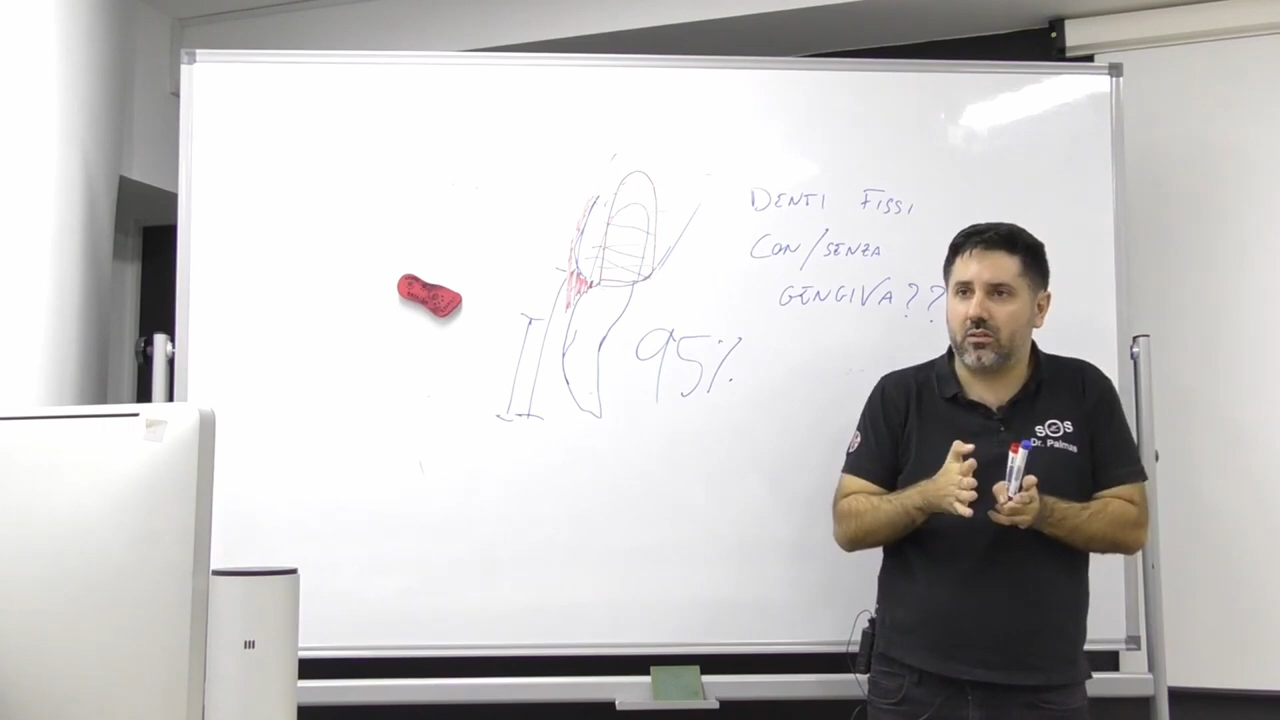 DENTI FISSI
CON/SENZA
GENGIVA??
95%
SOS
Dr. Palmas